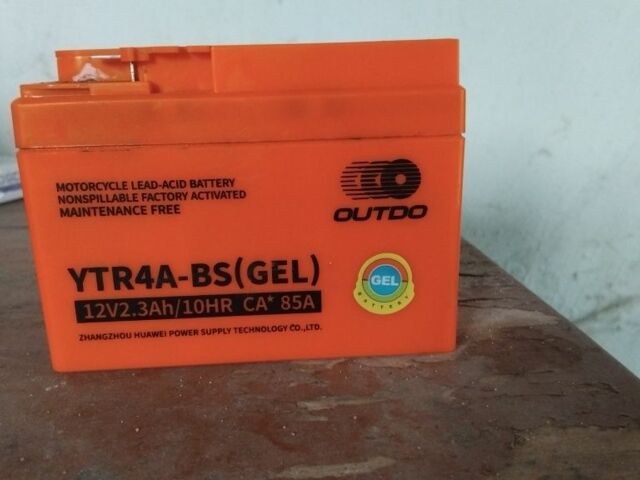 MOTORCYCLE LEAD-ACID BATTERY
NONSPILLABLE FACTORY ACTIVATED
MAINTENANCE FREE
OUTDO
YTR4A-BS(GEL)
GEL
BATTERY
12V2.3Ah/10HR CA* 85A
ZHANGZHOU HUAWEI POWER SUPPLY TECHNOLOGY CO.,LTD.